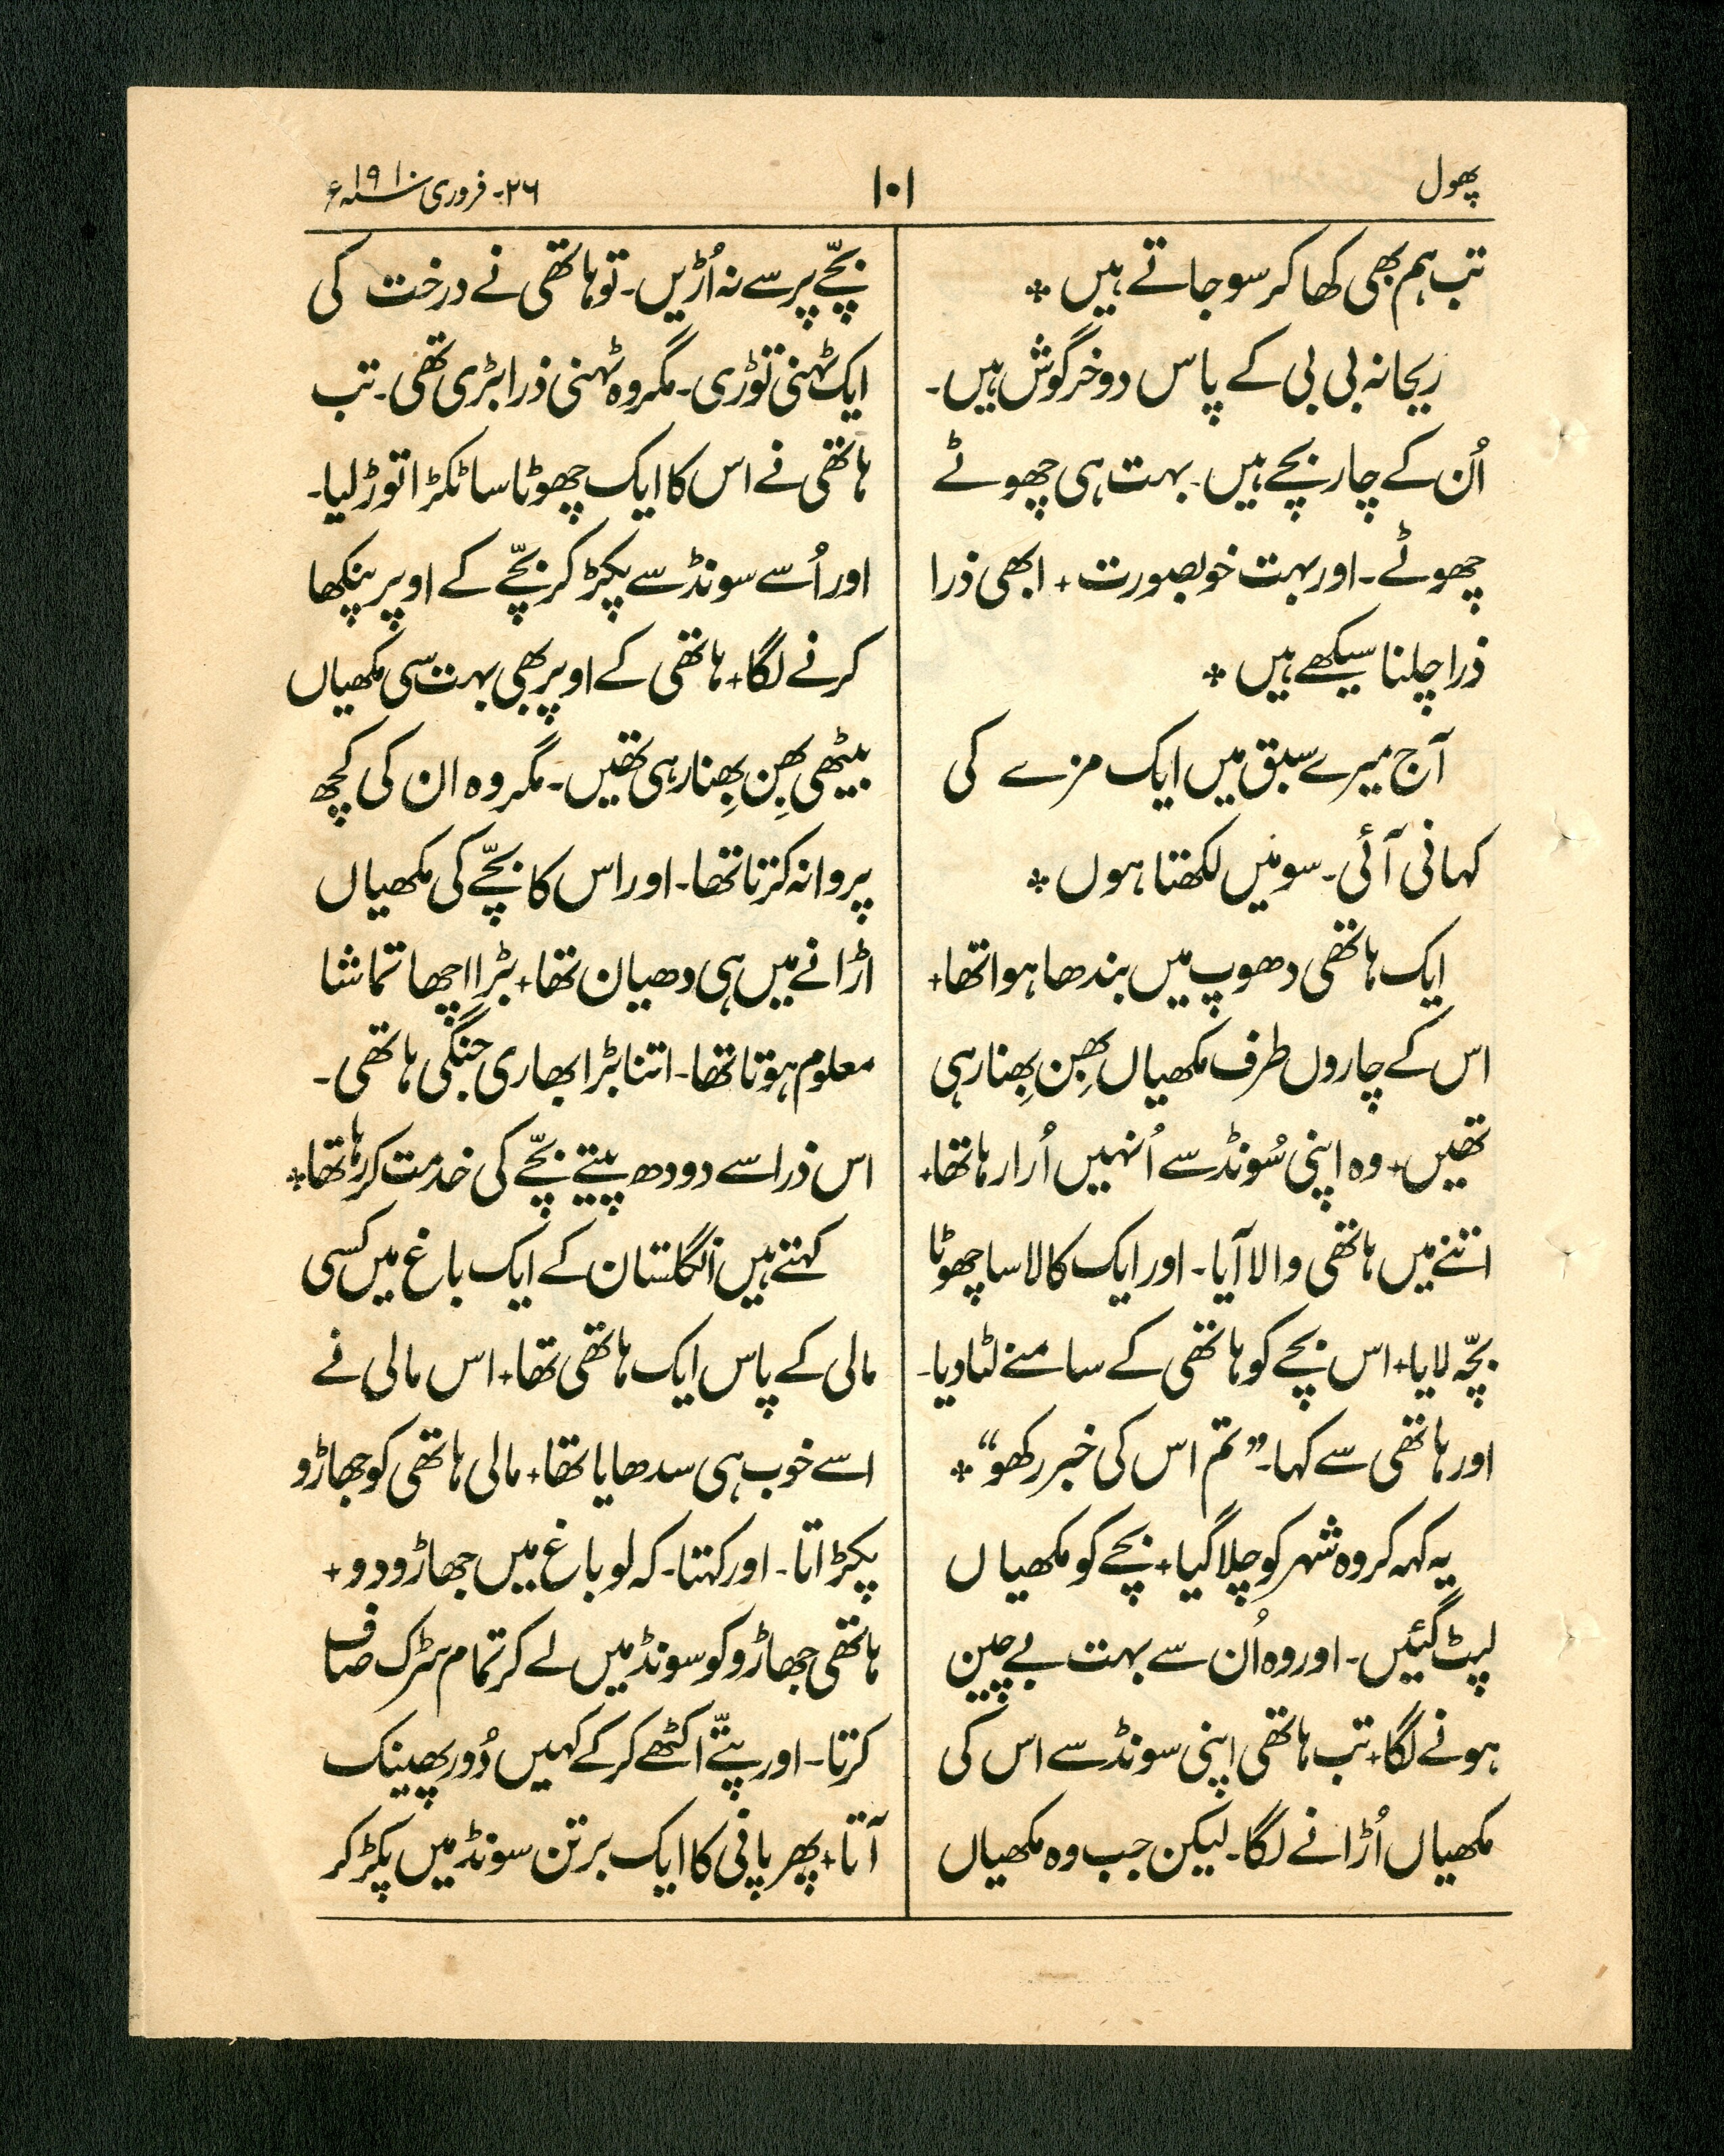 پھول
۱۰۱
۲۶۔ فروری سنہ ۱۹۱۰ء
تب ہم بھی کھا کر سو جاتے ہیں ⁂
ریحانہ بی بی کے پاس دو خرگوش ہیں۔
اُن کے چار بچے ہیں۔ بہت ہی چھوٹے
چھوٹے۔ اور بہت خوبصورت + ابھی ذرا
ذرا چلنا سیکھے ہیں ⁂
آج میرے سبق میں ایک مزے کی
کہانی آئی۔ سو میں لکھتا ہوں ⁂
ایک ہاتھی دھوپ میں بندھا ہوا تھا+
اس کے چاروں طرف مکھیاں بھِن بھِنا رہی
تھیں+ وہ اپنی سُونڈ سے اُنہیں اُرا رہا تھا+
اتنے میں ہاتھی والا آیا۔ اور ایک کالا سا چھوٹا
بچّہ لایا+ اس بچے کو ہاتھی کے سامنے لٹا دیا۔
اور ہاتھی سے کہا۔ ”تم اس کی خبر رکھو“ ⁂
یہ کہہ کر وہ شہر کو چلا گیا+ بچے کو مکھیاں
لپٹ گئیں۔ اور وہ اُن سے بہت بے چین
ہونے لگا+ تب ہاتھی اپنی سونڈ سے اس کی
مکھیاں اُڑانے لگا۔ لیکن جب وہ مکھیاں
بچّے پر سے نہ اُڑیں۔ تو ہاتھی نے درخت کی
ایک ٹہنی توڑی۔ مگر وہ ٹہنی ذرا بڑی تھی۔ تب
ہاتھی نے اس کا ایک چھوٹا سا ٹکڑا توڑ لیا۔
اور اُسے سونڈ سے پکڑ کر بچّے کے اوپر پنکھا
کرنے لگا+ ہاتھی کے اوپر بھی بہت سی مکھیاں
بیٹھی بھِن بھِنا رہی تھیں۔ مگر وہ ان کی کچھ
پروا نہ کرتا تھا۔ اور اس کا بچّے کی مکھیاں
اڑانے میں ہی دھیان تھا+ بڑا اچھا تماشا
معلوم ہوتا تھا۔ اتنا بڑا بھاری جنگی ہاتھی۔
اس ذرا سے دودھ پیتے بچّے کی خدمت کر رہا تھا⁂
کہتے ہیں انگلستان کے ایک باغ میں کسی
مالی کے پاس ایک ہاتھی تھا+ اس مالی نے
اسے خوب ہی سدھایا تھا+ مالی ہاتھی کو جھاڑو
پکڑاتا۔ اور کہتا۔ کہ لو باغ میں جھاڑو دو +
ہاتھی جھاڑو کو سونڈ میں لے کر تمام سڑک صاف
کرتا۔ اور پتّے اکٹھے کر کے کہیں دُور پھینک
آتا+ پھر پانی کا ایک برتن سونڈ میں پکڑ کر